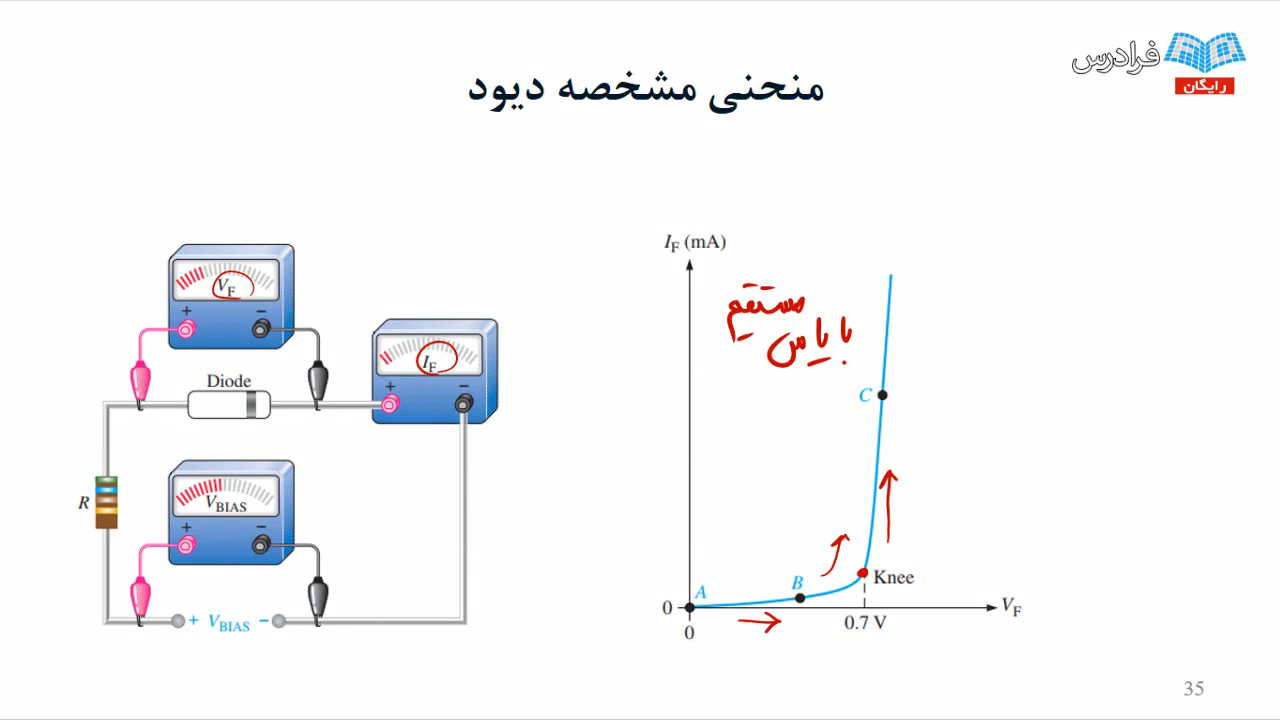 فرادرس
رایگان
منحنی مشخصه دیود
VF
+ −
IF
+ −
Diode
R
VBIAS
+ −
+ VBIAS −
IF (mA)
مستقیم
بایاس
C
B
A
Knee
0
0
0.7 V
VF
35